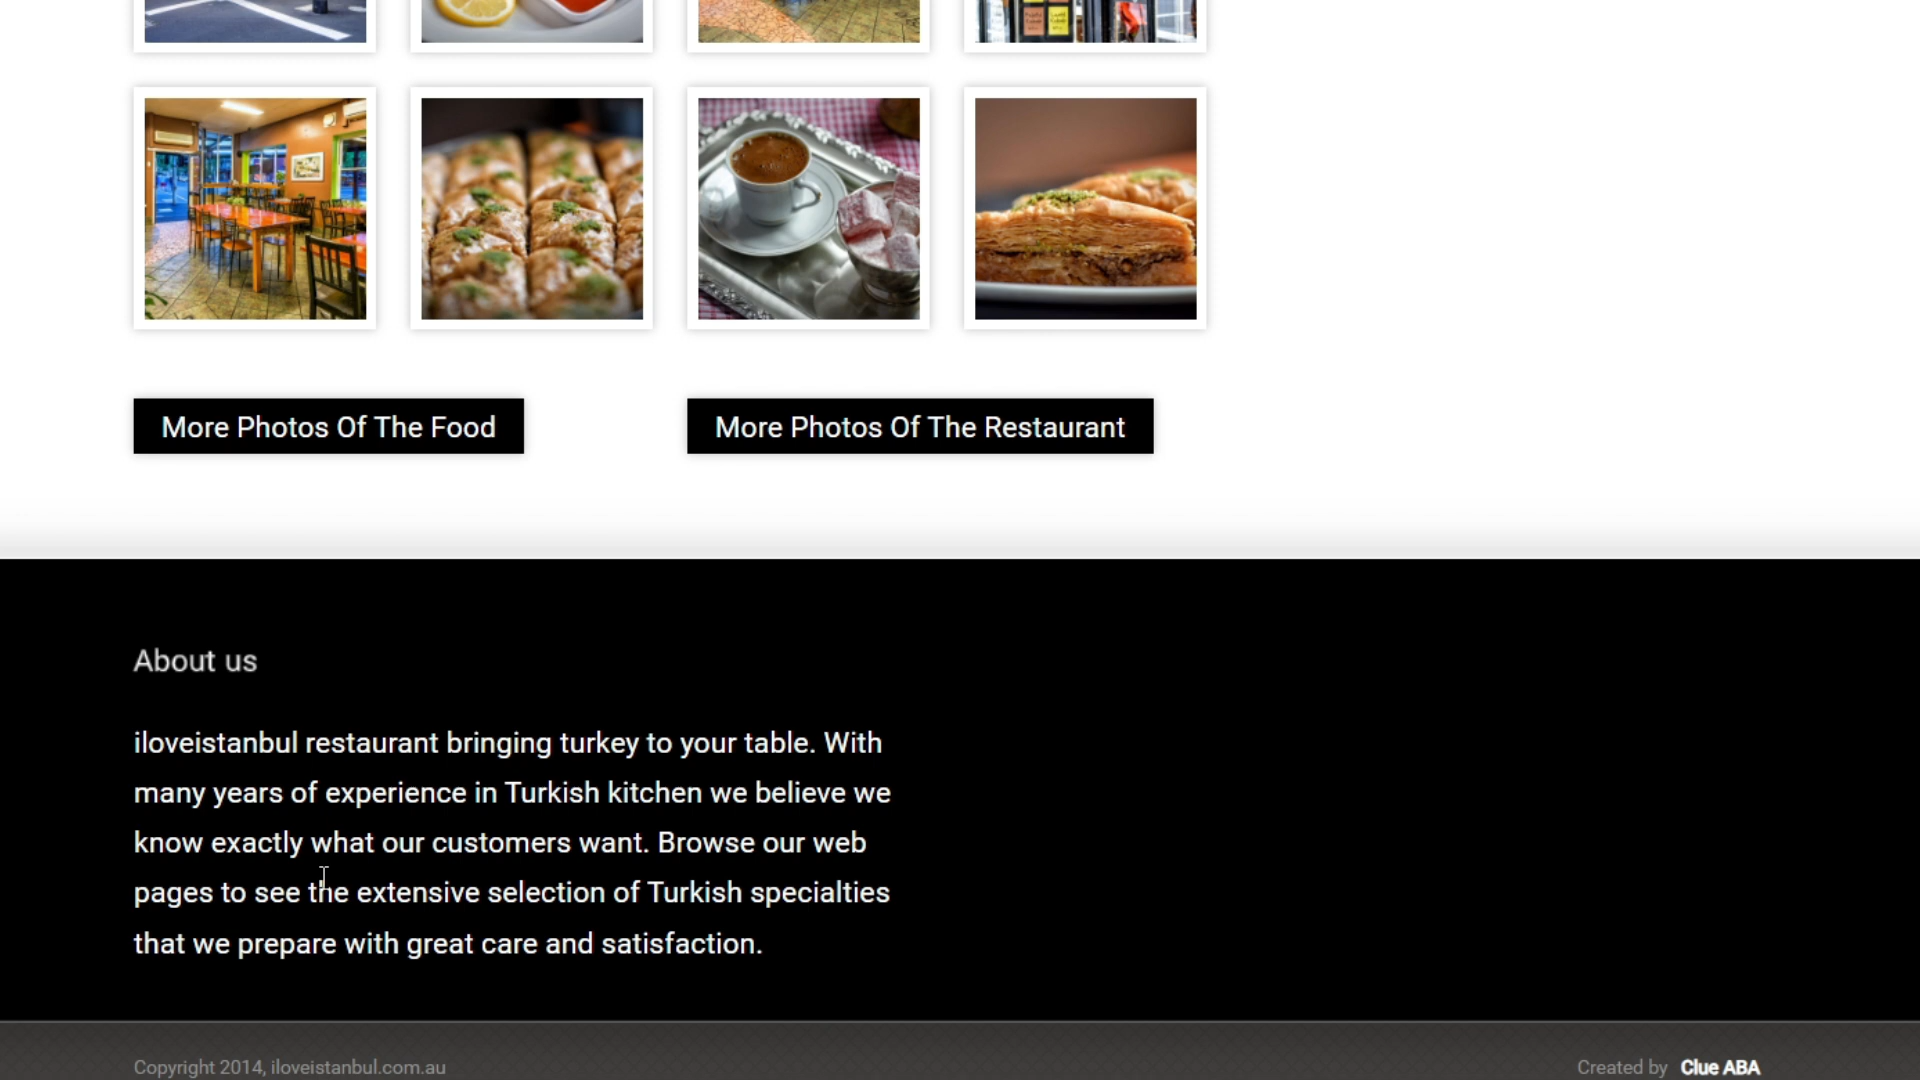 More Photos Of The Food
More Photos Of The Restaurant
About us
iloveistanbul restaurant bringing turkey to your table. With
many years of experience in Turkish kitchen we believe we
know exactly what our customers want. Browse our web
pages to see the extensive selection of Turkish specialties
that we prepare with great care and satisfaction.
Copyright 2014, iloveistanbul.com.au
Created by Clue ABA